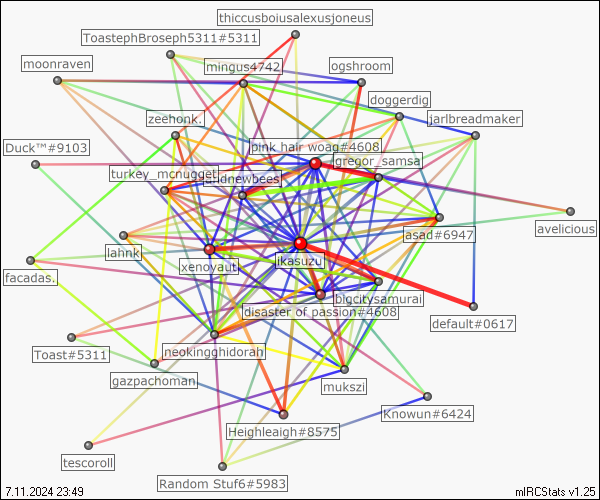 thiccusboiusalexusjoneus
ToastephBroseph5311#5311
moonraven
mingus4742
ogshroom
doggerdig
zeehonk.
jarlbreadmaker
Duck™#9103
pink hair woag#4608
gregor_samsa
turkey_mcnugget
andnewbees
avelicious
asad#6947
lahnk
ikasuzu
xenoyaut
facadas.
bigcitysamurai
disaster of passion#4608
default#0617
neokingghidorah
Toast#5311
gazpachoman
mukszi
Knowun#6424
Heighleaigh#8575
tescoroll
Random Stuf6#5983
7.11.2024 23:49
mIRCStats v1.25